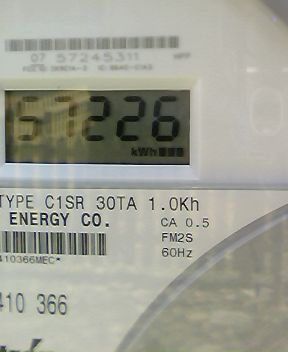 07 57245311
57226
kWh
TYPE C1SR 30TA 1.0Kh
ENERGY CO.
CA 0.5
FM2S
60Hz
410366MEC*
410 366